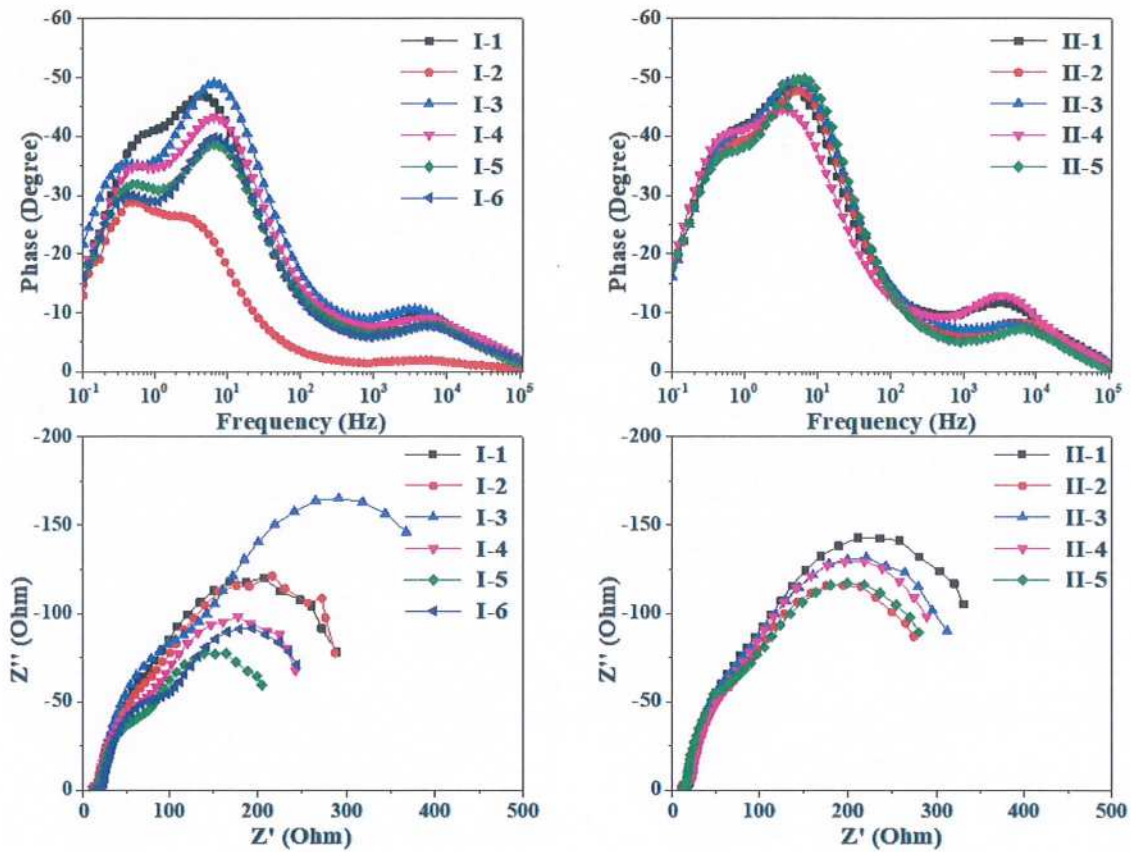 -60
-50
-40
-30
-20
-10
0
Phase (Degree)
I-1
I-2
I-3
I-4
I-5
I-6
10⁻¹ 10⁰ 10¹ 10² 10³ 10⁴ 10⁵
Frequency (Hz)
-60
-50
-40
-30
-20
-10
0
Phase (Degree)
II-1
II-2
II-3
II-4
II-5
10⁻¹ 10⁰ 10¹ 10² 10³ 10⁴ 10⁵
Frequency (Hz)
-200
-150
-100
-50
0
Z'' (Ohm)
I-1
I-2
I-3
I-4
I-5
I-6
0 100 200 300 400 500
Z' (Ohm)
-200
-150
-100
-50
0
Z'' (Ohm)
II-1
II-2
II-3
II-4
II-5
0 100 200 300 400 500
Z' (Ohm)